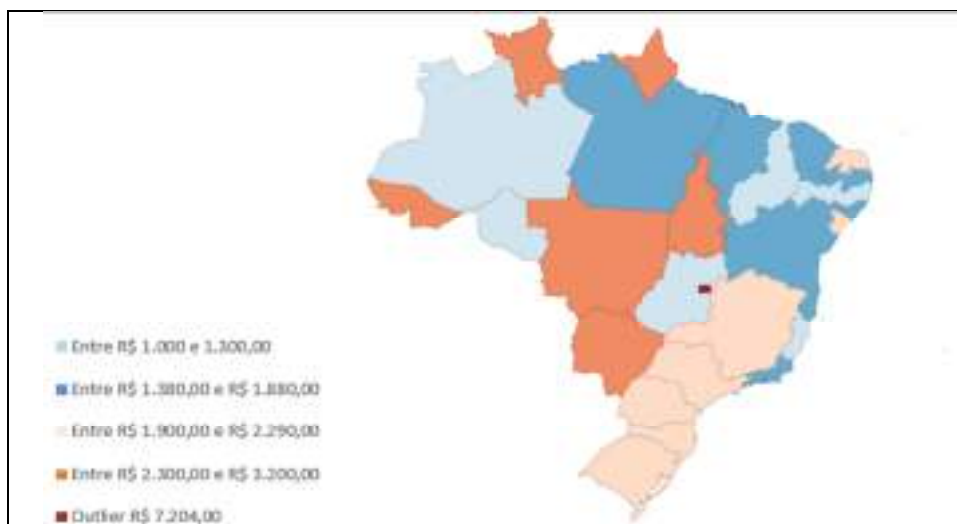 Entre R$ 1.000 e 1.300,00
Entre R$ 1.380,00 e R$ 1.880,00
Entre R$ 1.900,00 e R$ 2.290,00
Entre R$ 2.300,00 e R$ 3.200,00
Outlier R$ 7.204,00